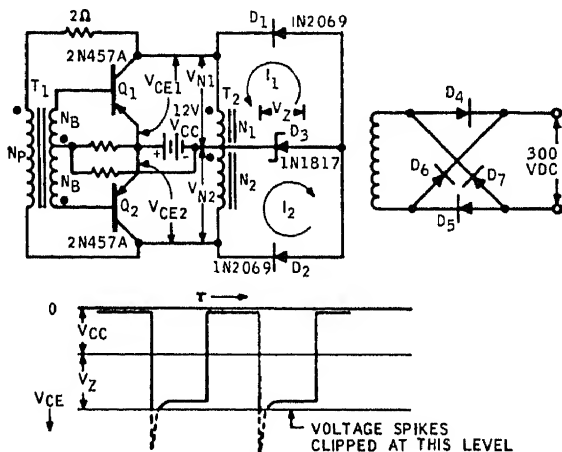 2Ω
D1
1N2069
2N457A
T1
Q1
VCE1
VN1
T2
I1
VZ
NB
12V
VCC
N1
D3
NP
+ -
1N1817
NB
N2
VN2
Q2
VCE2
I2
2N457A
1N2069
D2
D4
D6
D7
D5
300
VDC
T
0
VCC
VZ
VCE
VOLTAGE SPIKES
CLIPPED AT THIS LEVEL